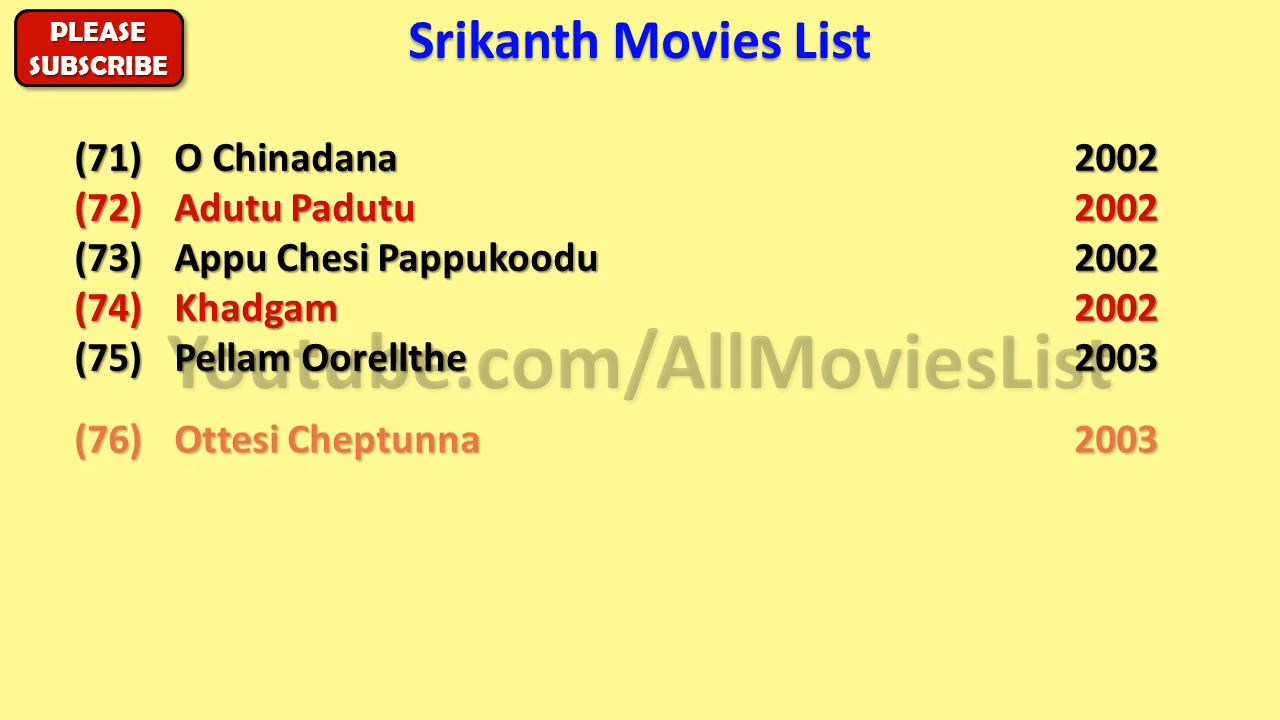 PLEASE
SUBSCRIBE
Srikanth Movies List
(71) O Chinadana 2002
(72) Adutu Padutu 2002
(73) Appu Chesi Pappukoodu 2002
(74) Khadgam 2002
Youtube.com/AllMoviesList
(75) Pellam Oorellthe 2003
(76) Ottesi Cheptunna 2003